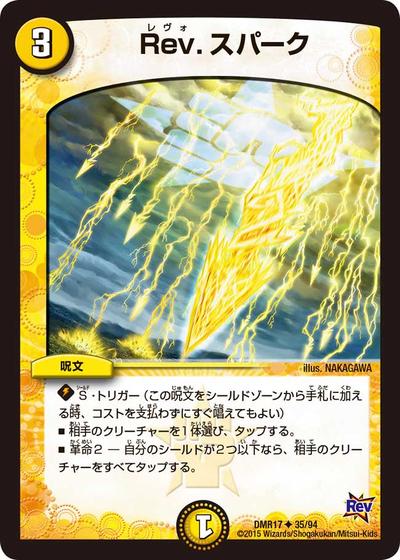 3
レヴォ
Rev. スパーク
呪文
illus. NAKAGAWA
S・トリガー (この呪文をシールドゾーンから手札に加
える時、コストを支払わずにすぐ唱えてもよい)
■ 相手のクリーチャーを1体選び、タップする。
■ 革命2 ― 自分のシールドが2つ以下なら、相手のクリー
チャーをすべてタップする。
1
DMR17 ◆ 35/94
©2015 Wizards/Shogakukan/Mitsui-Kids
Rev